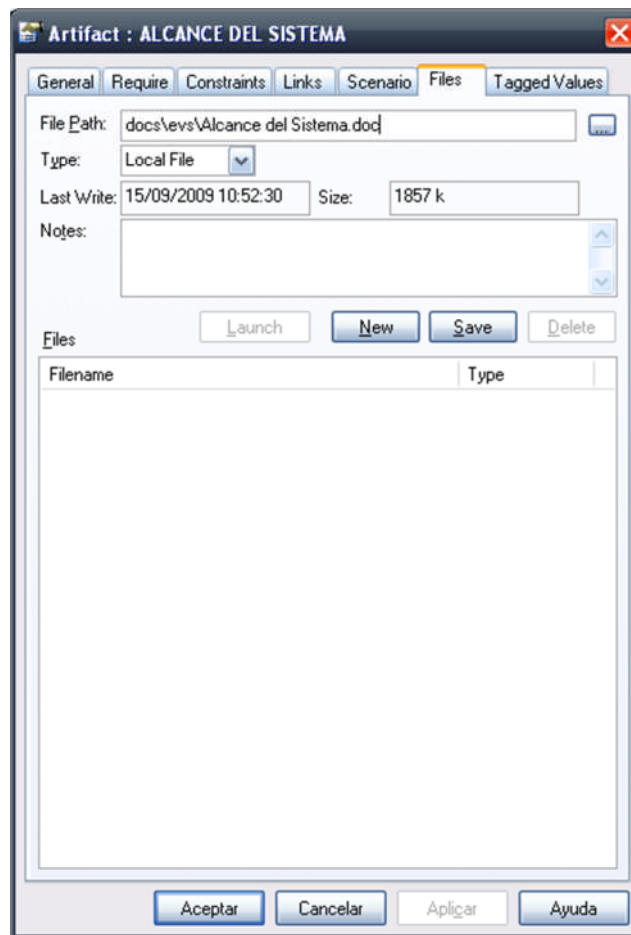 Artifact : ALCANCE DEL SISTEMA
General Require Constraints Links Scenario Files Tagged Values
File Path: docs\evs\Alcance del Sistema.doc ...
Type: Local File
Last Write: 15/09/2009 10:52:30 Size: 1857 k
Notes:
Launch New Save Delete
Files
Filename Type
Aceptar Cancelar Aplicar Ayuda